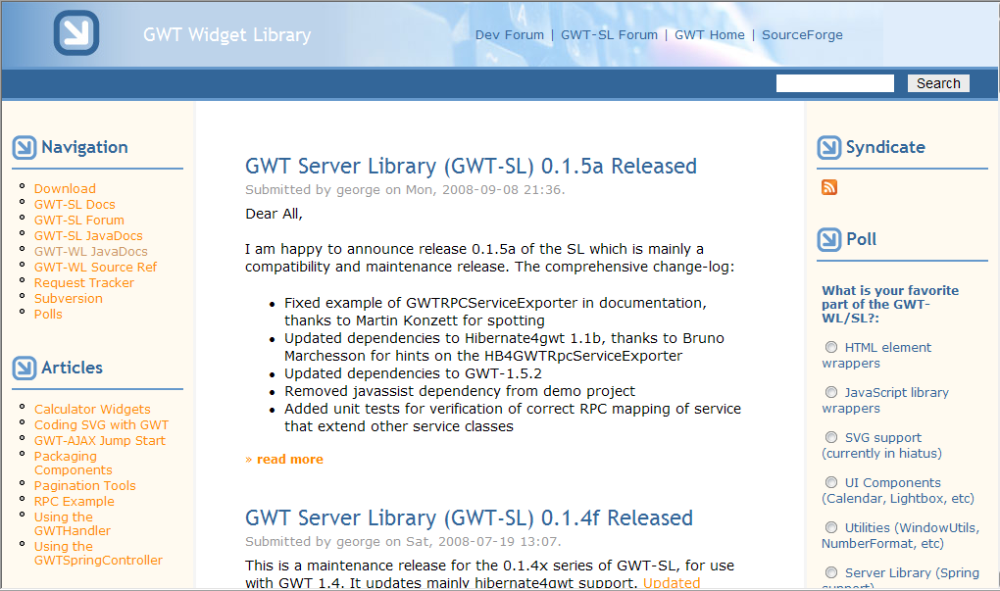 GWT Widget Library
Dev Forum | GWT-SL Forum | GWT Home | SourceForge
Search
Navigation
Download
GWT-SL Docs
GWT-SL Forum
GWT-SL JavaDocs
GWT-WL JavaDocs
GWT-WL Source Ref
Request Tracker
Subversion
Polls
Articles
Calculator Widgets
Coding SVG with GWT
GWT-AJAX Jump Start
Packaging
Components
Pagination Tools
RPC Example
Using the
GWTHandler
Using the
GWTSpringController
GWT Server Library (GWT-SL) 0.1.5a Released
Submitted by george on Mon, 2008-09-08 21:36.
Dear All,
I am happy to announce release 0.1.5a of the SL which is mainly a
compatibility and maintenance release. The comprehensive change-log:
Fixed example of GWTRPCServiceExporter in documentation,
thanks to Martin Konzett for spotting
Updated dependencies to Hibernate4gwt 1.1b, thanks to Bruno
Marchesson for hints on the HB4GWTRpcServiceExporter
Updated dependencies to GWT-1.5.2
Removed javassist dependency from demo project
Added unit tests for verification of correct RPC mapping of service
that extend other service classes
» read more
GWT Server Library (GWT-SL) 0.1.4f Released
Submitted by george on Sat, 2008-07-19 13:07.
This is a maintenance release for the 0.1.4x series of GWT-SL, for use
with GWT 1.4. It updates mainly hibernate4gwt support. Updated
Syndicate
Poll
What is your favorite
part of the GWT-
WL/SL?:
HTML element
wrappers
JavaScript library
wrappers
SVG support
(currently in hiatus)
UI Components
(Calendar, Lightbox, etc)
Utilities (WindowUtils,
NumberFormat, etc)
Server Library (Spring
support)